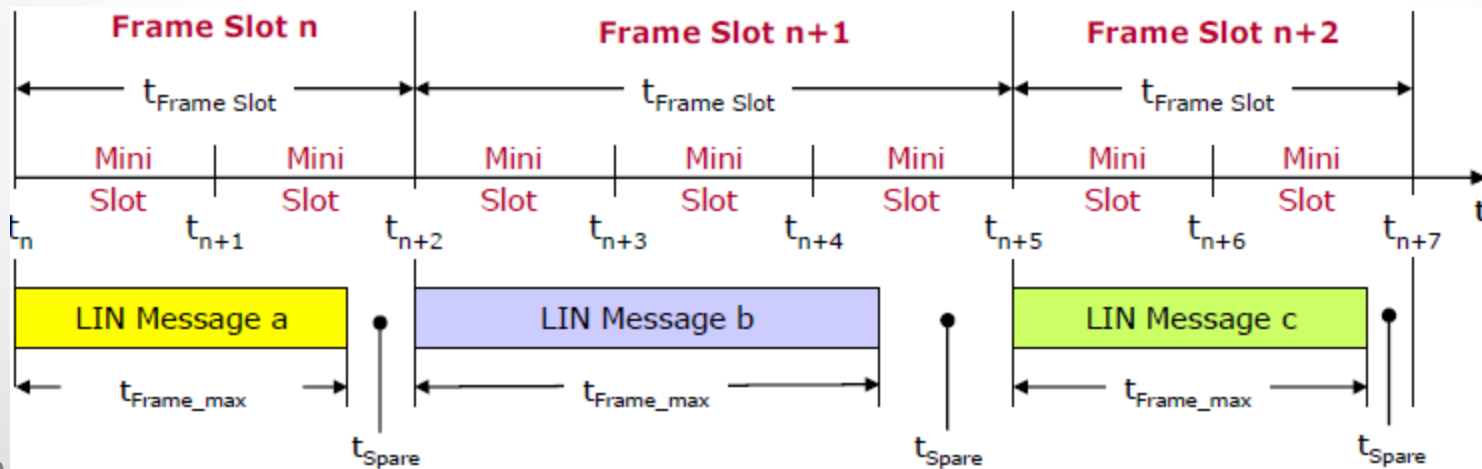 Frame Slot n Frame Slot n+1 Frame Slot n+2
tFrame Slot tFrame Slot tFrame Slot
Mini Mini Mini Mini Mini Mini Mini
Slot Slot Slot Slot Slot Slot Slot
t
tn tn+1 tn+2 tn+3 tn+4 tn+5 tn+6 tn+7
LIN Message a LIN Message b LIN Message c
tFrame_max tFrame_max tFrame_max
tSpare tSpare tSpare